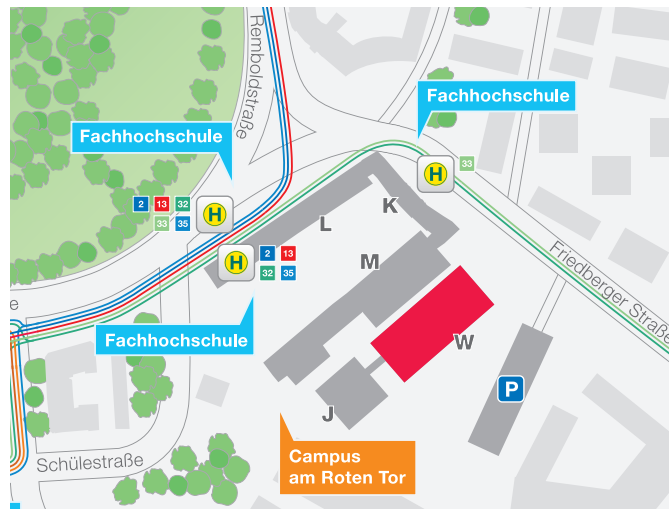 Remboldstraße
Fachhochschule
Fachhochschule
H
33
2 13 32
33 35
H
K
L
H
2 13
32 35
M
Friedberger Straße
Fachhochschule
W
P
J
Schülestraße
Campus
am Roten Tor